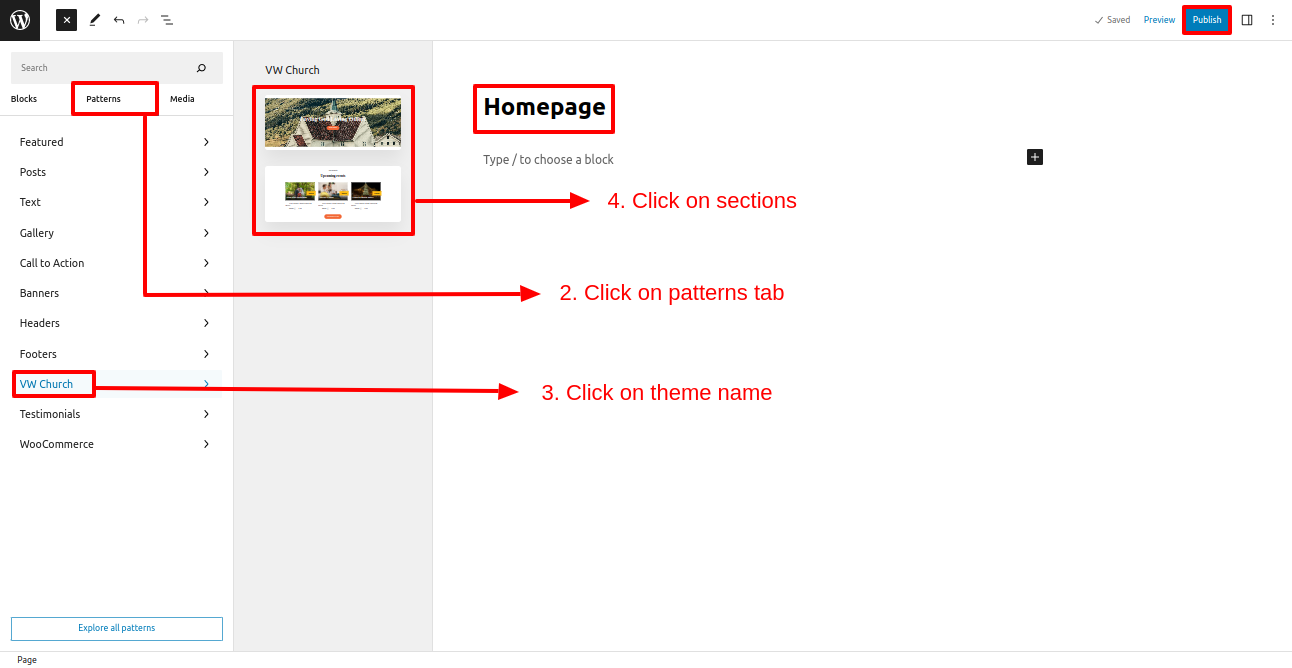 Saved
Preview
Publish
Search
Blocks
Patterns
Media
Featured
Posts
Text
Gallery
Call to Action
Banners
Headers
Footers
VW Church
Testimonials
WooCommerce
Explore all patterns
Page
VW Church
Upcoming events
Homepage
Type / to choose a block
4. Click on sections
2. Click on patterns tab
3. Click on theme name